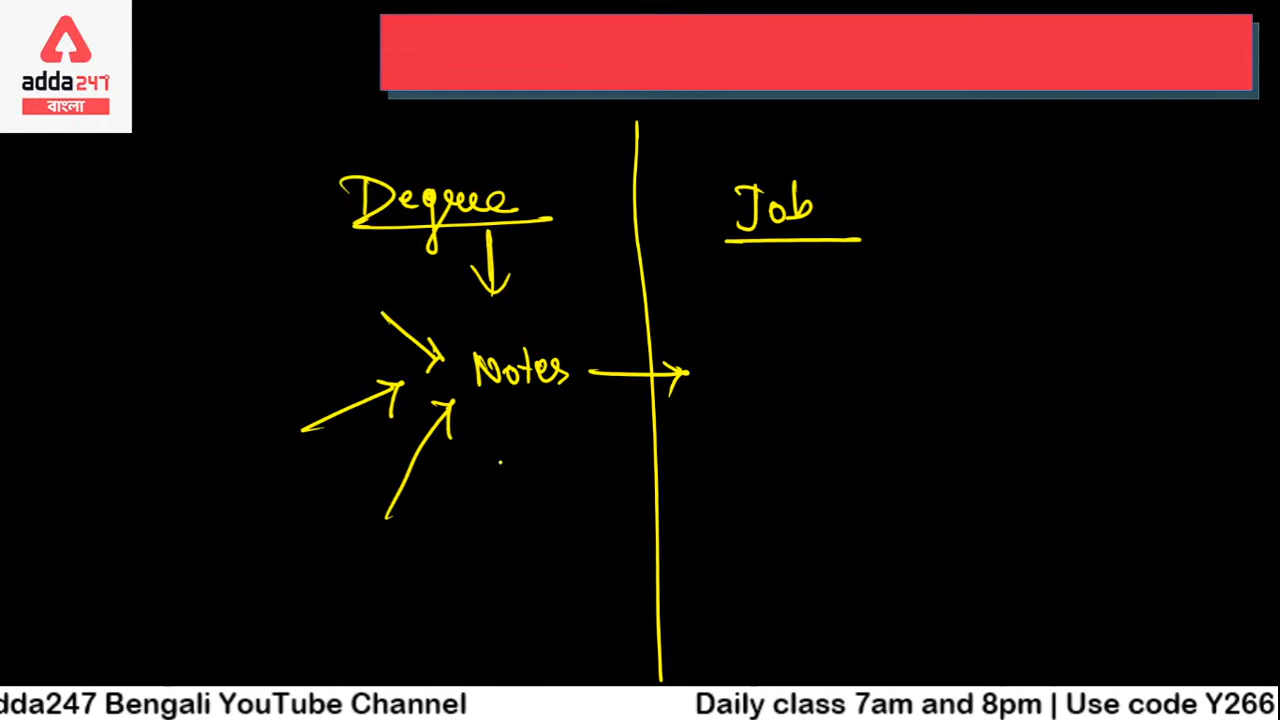 adda247
বাংলা
Degree
Job
Notes
dda247 Bengali YouTube Channel
Daily class 7am and 8pm | Use code Y266